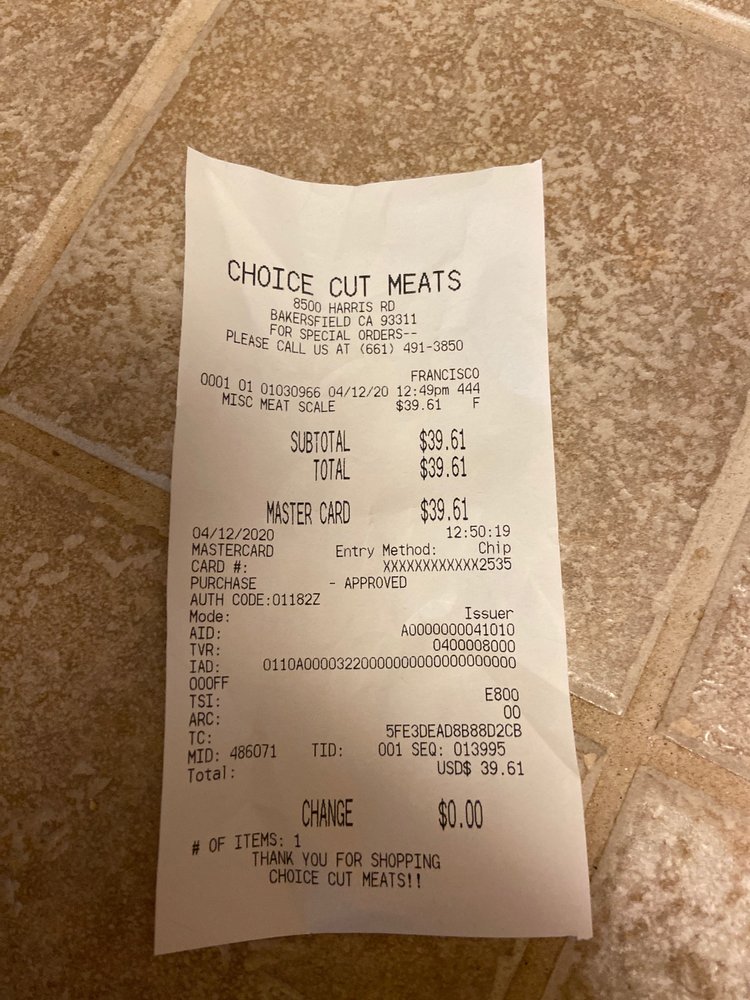 CHOICE CUT MEATS
8500 HARRIS RD
BAKERSFIELD CA 93311
FOR SPECIAL ORDERS--
PLEASE CALL US AT (661) 491-3850
FRANCISCO
0001 01 01030966 04/12/20 12:49pm 444
MISC MEAT SCALE $39.61 F
SUBTOTAL $39.61
TOTAL $39.61
MASTER CARD $39.61
04/12/2020 12:50:19
MASTERCARD Entry Method: Chip
CARD #: XXXXXXXXXXXX2535
PURCHASE - APPROVED
AUTH CODE:01182Z
Mode: Issuer
AID: A0000000041010
TVR: 0400008000
IAD: 0110A00003220000000000000000000000
000FF
TSI: E800
ARC: 00
TC: 5FE3DEAD8B88D2CB
MID: 486071 TID: 001 SEQ: 013995
Total: USD$ 39.61
CHANGE $0.00
# OF ITEMS: 1
THANK YOU FOR SHOPPING
CHOICE CUT MEATS!!